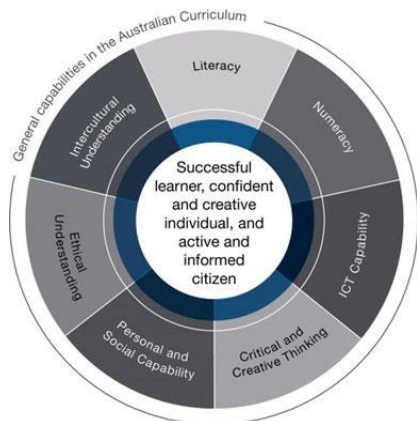 General capabilities in the Australian Curriculum
Literacy
Numeracy
ICT Capability
Critical and
Creative Thinking
Personal and
Social Capability
Ethical
Understanding
Intercultural
Understanding
Successful
learner, confident
and creative
individual, and
active and
informed
citizen